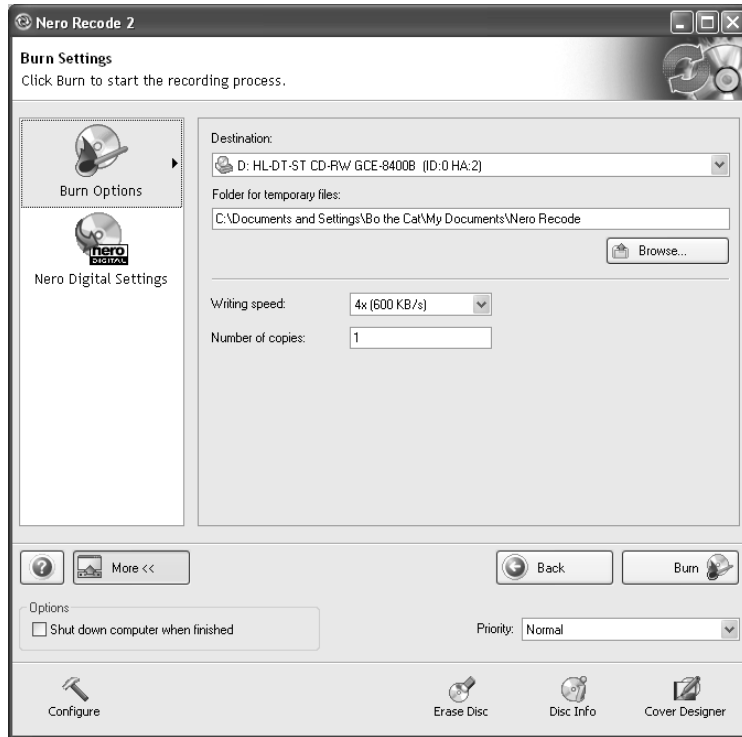 Nero Recode 2
Burn Settings
Click Burn to start the recording process.
Burn Options
nero
DIGITAL
Nero Digital Settings
Destination:
D: HL-DT-ST CD-RW GCE-8400B (ID:0 HA:2)
Folder for temporary files:
C:\Documents and Settings\Bo the Cat\My Documents\Nero Recode
Browse...
Writing speed: 4x (600 KB/s)
Number of copies: 1
More <<
Back
Burn
Options
Shut down computer when finished
Priority: Normal
Configure
Erase Disc
Disc Info
Cover Designer